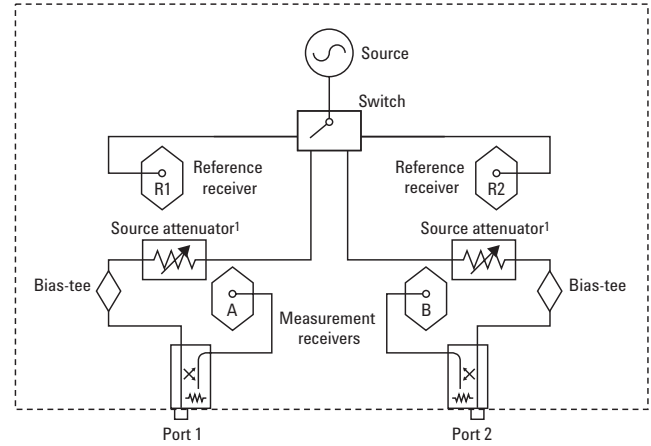 Source
Switch
R1
Reference
receiver
Reference
receiver
R2
Source attenuator1
Source attenuator1
Bias-tee
A
Measurement
receivers
B
Bias-tee
Port 1
Port 2